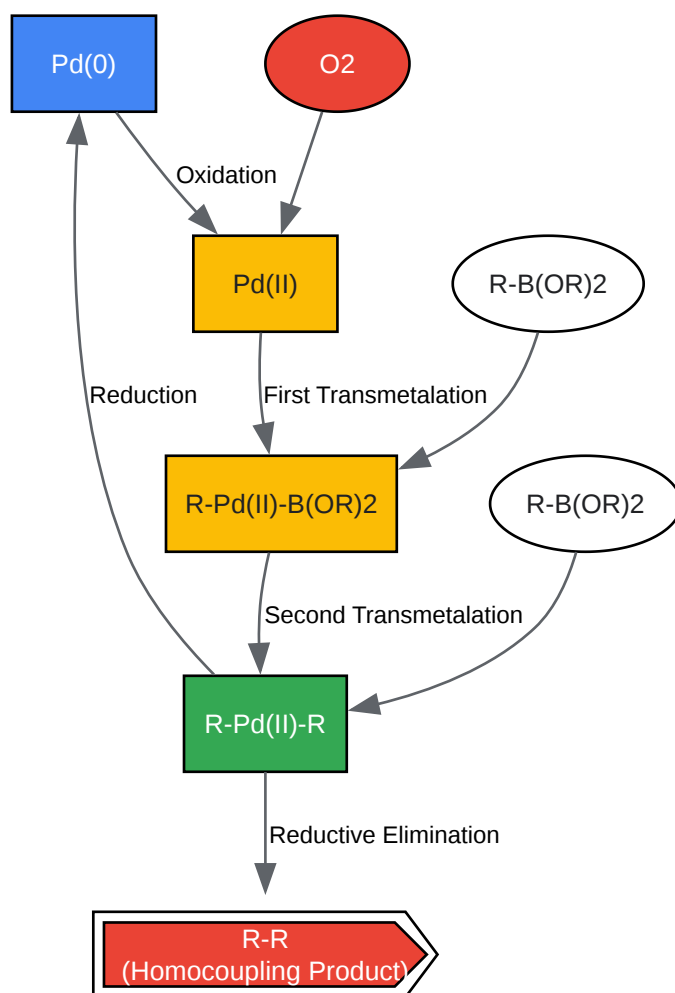 Pd(0)
O2
Oxidation
Pd(II)
R-B(OR)2
Reduction
First Transmetalation
R-Pd(II)-B(OR)2
R-B(OR)2
Second Transmetalation
R-Pd(II)-R
Reductive Elimination
R-R
(Homocoupling Product)